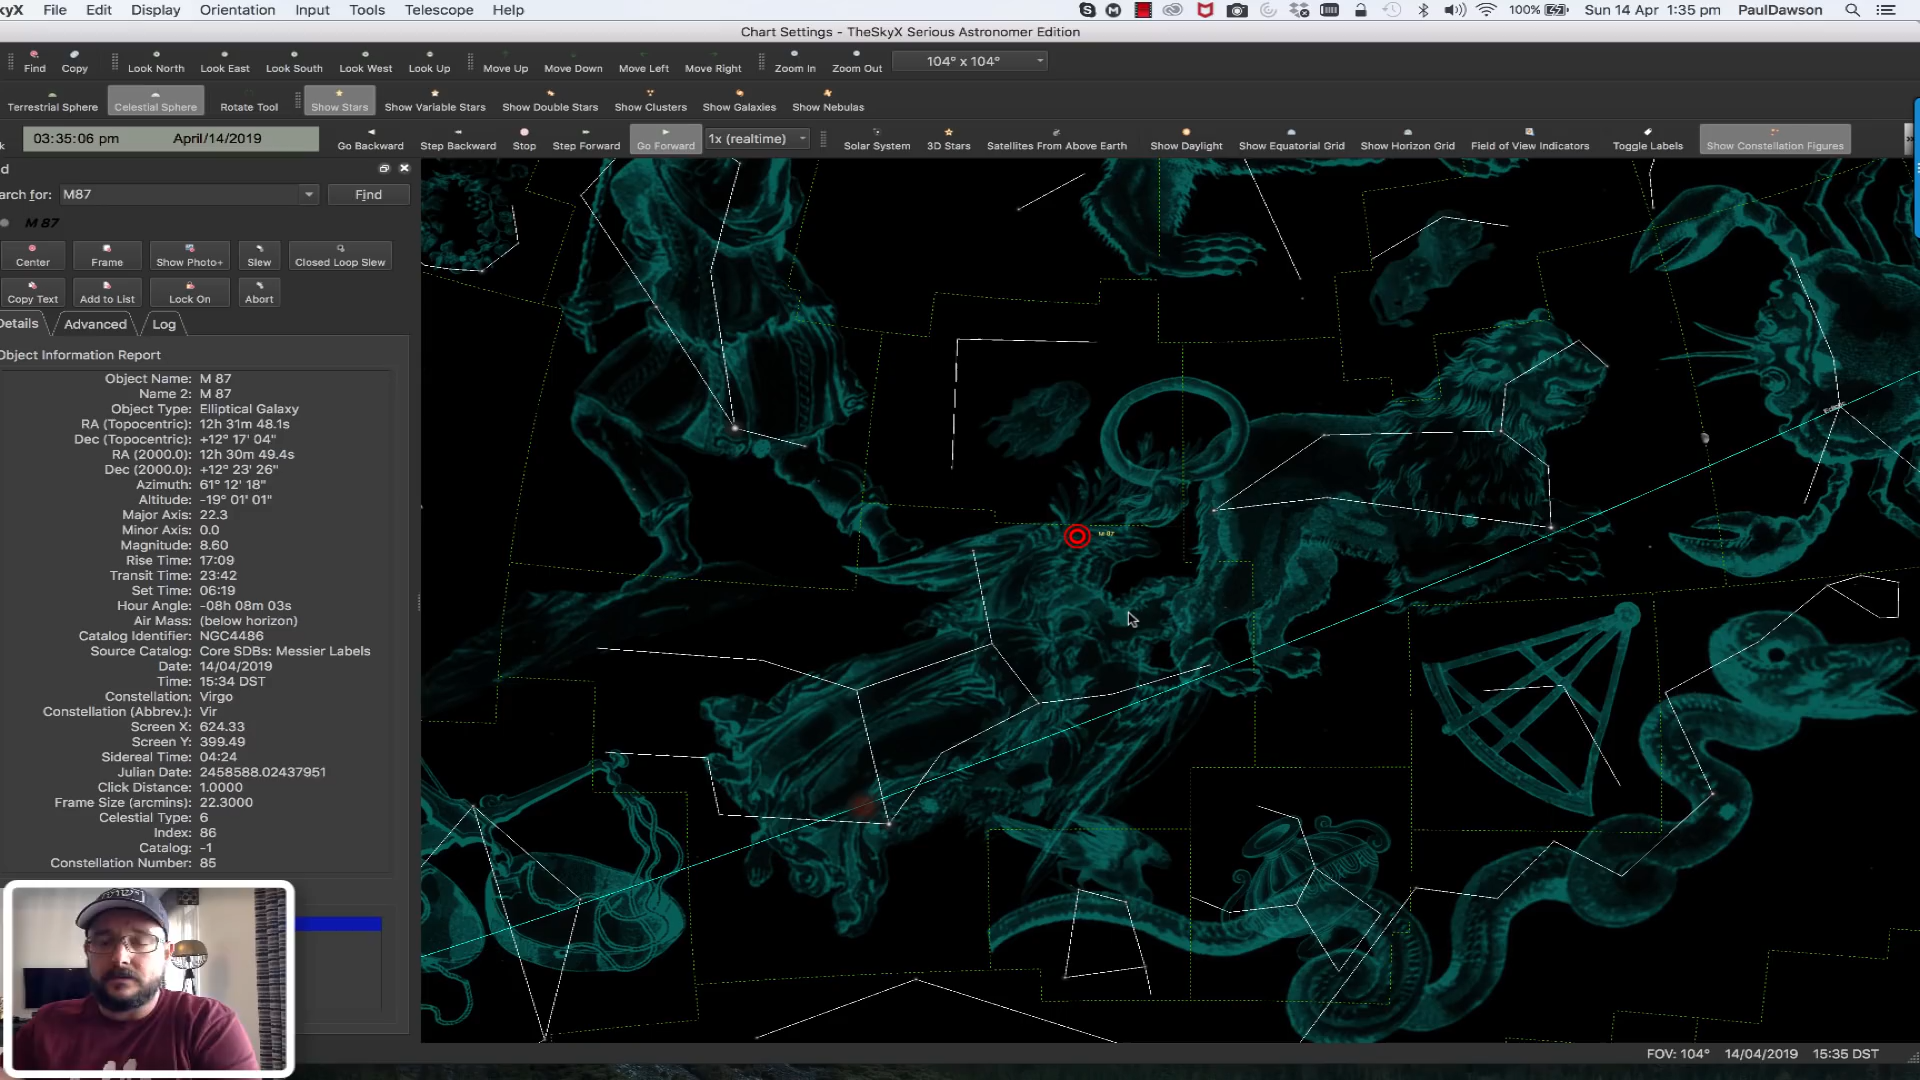 kyX File Edit Display Orientation Input Tools Telescope Help 100% Sun 14 Apr 1:35 pm PaulDawson
Chart Settings - TheSkyX Serious Astronomer Edition
Find Copy Look North Look East Look South Look West Look Up Move Up Move Down Move Left Move Right Zoom In Zoom Out 104° x 104°
Terrestrial Sphere Celestial Sphere Rotate Tool Show Stars Show Variable Stars Show Double Stars Show Clusters Show Galaxies Show Nebulas
k 03:35:06 pm April/14/2019 Go Backward Step Backward Stop Step Forward Go Forward 1x (realtime) Solar System 3D Stars Satellites From Above Earth Show Daylight Show Equatorial Grid Show Horizon Grid Field of View Indicators Toggle Labels Show Constellation Figures
d
arch for: M87 Find
M 87
Center Frame Show Photo+ Slew Closed Loop Slew
Copy Text Add to List Lock On Abort
Details Advanced Log
Object Information Report
Object Name: M 87
Name 2: M 87
Object Type: Elliptical Galaxy
RA (Topocentric): 12h 31m 48.1s
Dec (Topocentric): +12° 17' 04"
RA (2000.0): 12h 30m 49.4s
Dec (2000.0): +12° 23' 26"
Azimuth: 61° 12' 18"
Altitude: -19° 01' 01"
Major Axis: 22.3
Minor Axis: 0.0
Magnitude: 8.60
Rise Time: 17:09
Transit Time: 23:42
Set Time: 06:19
Hour Angle: -08h 08m 03s
Air Mass: (below horizon)
Catalog Identifier: NGC4486
Source Catalog: Core SDBs: Messier Labels
Date: 14/04/2019
Time: 15:34 DST
Constellation: Virgo
Constellation (Abbrev.): Vir
Screen X: 624.33
Screen Y: 399.49
Sidereal Time: 04:24
Julian Date: 2458588.02437951
Click Distance: 1.0000
Frame Size (arcmins): 22.3000
Celestial Type: 6
Index: 86
Catalog: -1
Constellation Number: 85
M 87
FOV: 104° 14/04/2019 15:35 DST